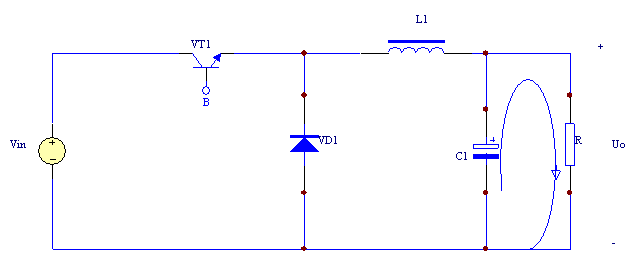 L1
VT1
+
B
Vin
+
−
VD1
+
C1
R
Uo
-